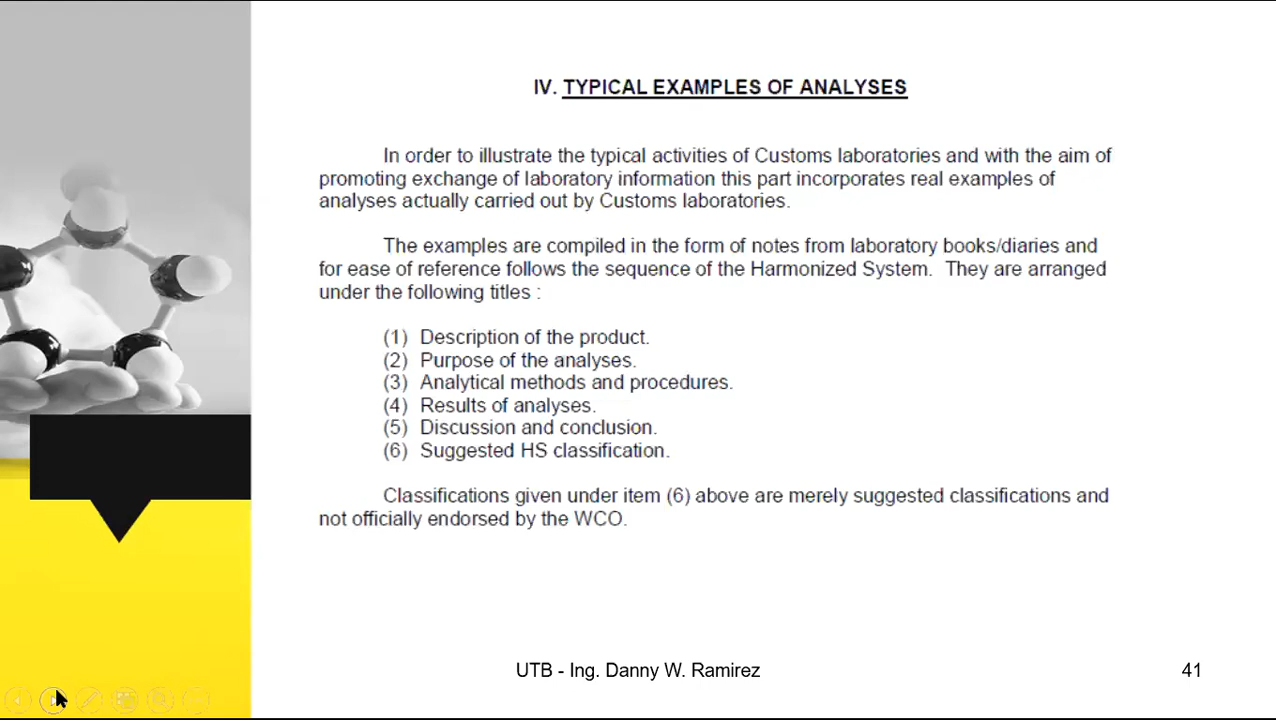 IV. TYPICAL EXAMPLES OF ANALYSES
In order to illustrate the typical activities of Customs laboratories and with the aim of
promoting exchange of laboratory information this part incorporates real examples of
analyses actually carried out by Customs laboratories.
The examples are compiled in the form of notes from laboratory books/diaries and
for ease of reference follows the sequence of the Harmonized System. They are arranged
under the following titles :
(1) Description of the product.
(2) Purpose of the analyses.
(3) Analytical methods and procedures.
(4) Results of analyses.
(5) Discussion and conclusion.
(6) Suggested HS classification.
Classifications given under item (6) above are merely suggested classifications and
not officially endorsed by the WCO.
UTB - Ing. Danny W. Ramirez
41